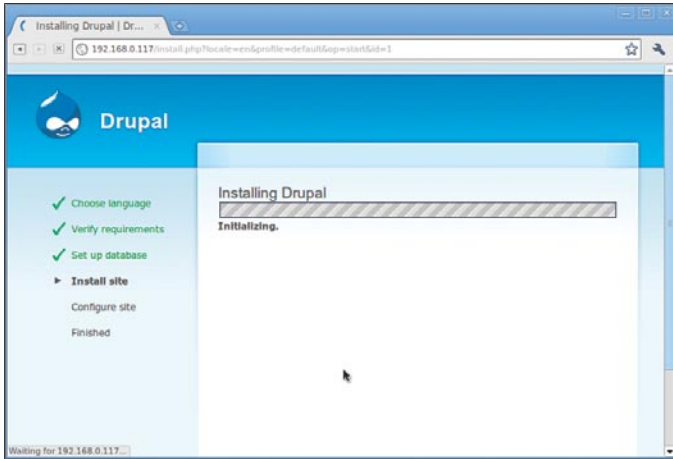 Installing Drupal | Dr...
192.168.0.117/install.php?locale=en&profile=default&op=start&id=1
Drupal
Choose language
Verify requirements
Set up database
Install site
Configure site
Finished
Installing Drupal
Initializing.
Waiting for 192.168.0.117...